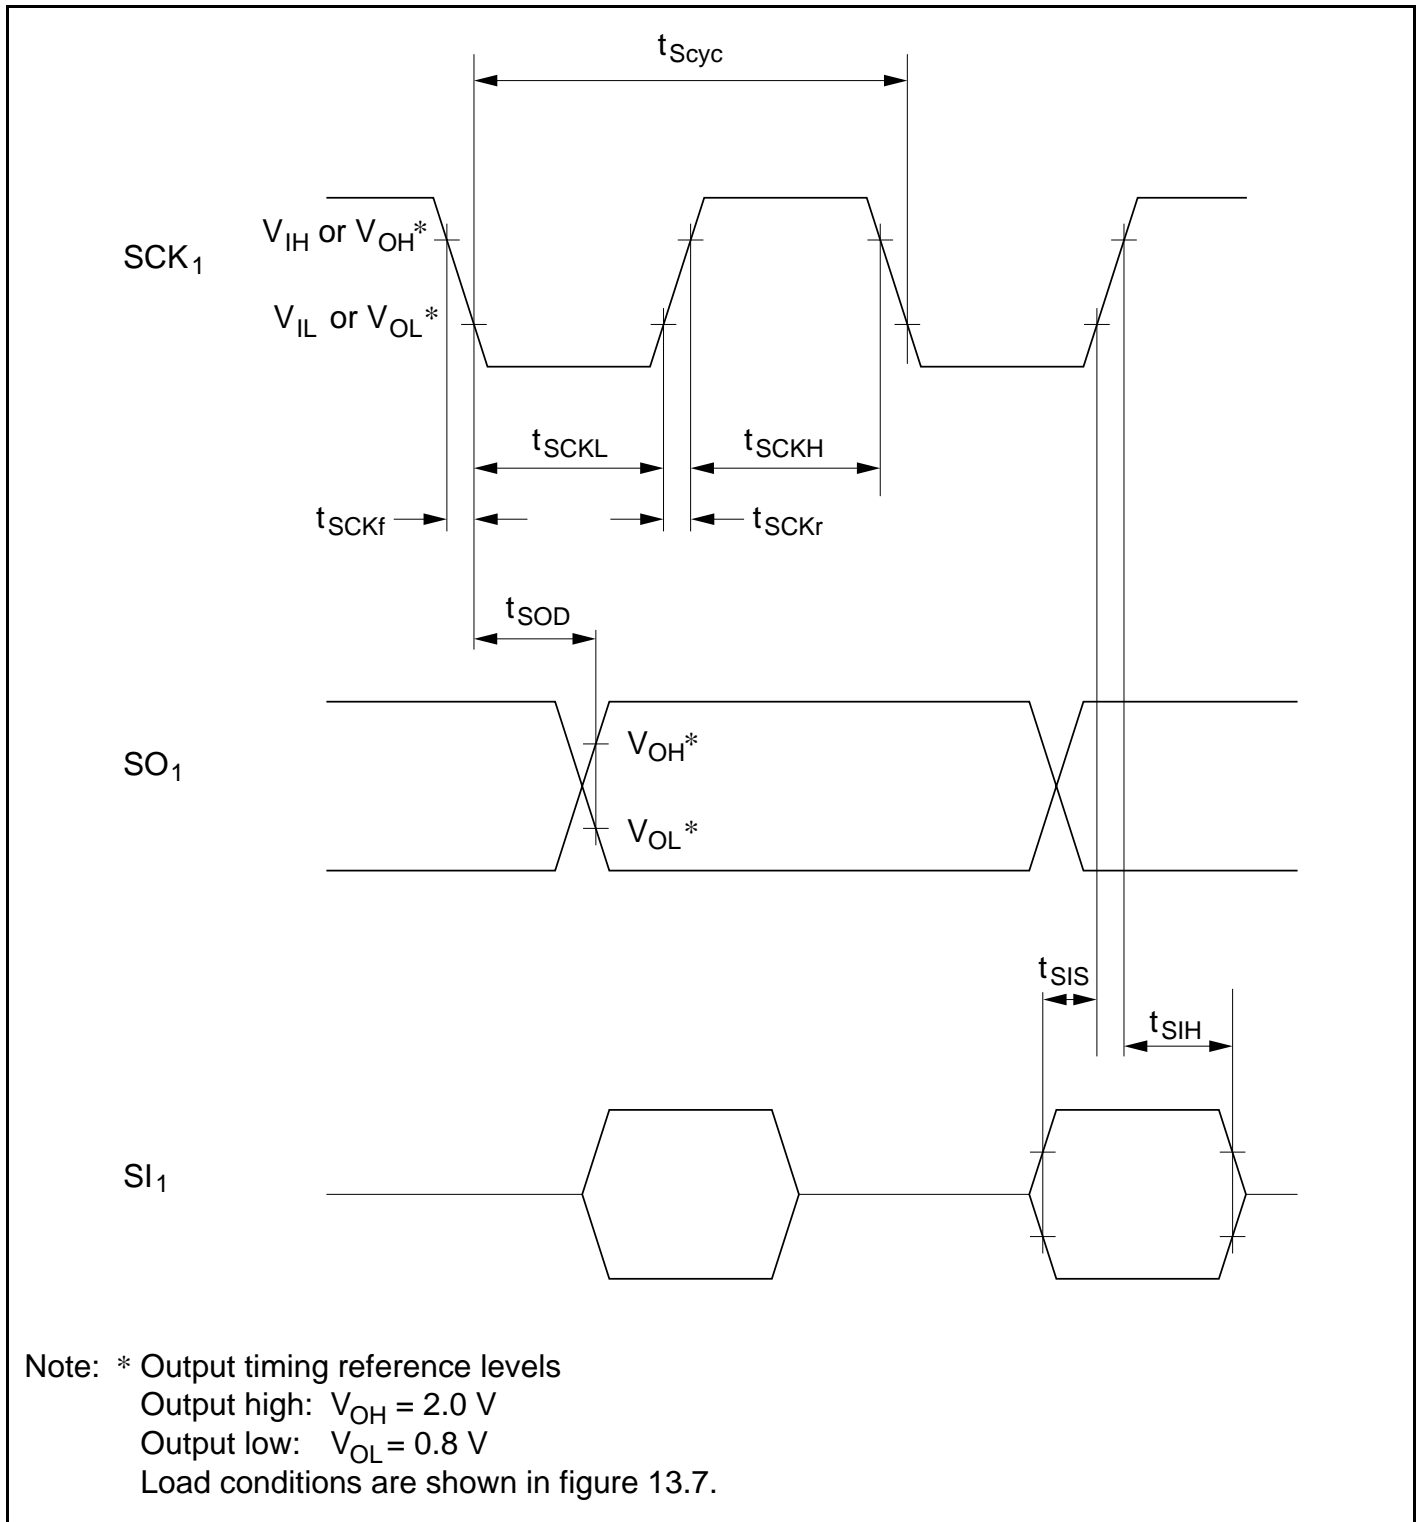 tScyc
VIH or VOH*
SCK1
VIL or VOL*
tSCKL
tSCKH
tSCKf
tSCKr
tSOD
VOH*
SO1
VOL*
tSIS
tSIH
SI1
Note: * Output timing reference levels
Output high: VOH = 2.0 V
Output low: VOL = 0.8 V
Load conditions are shown in figure 13.7.